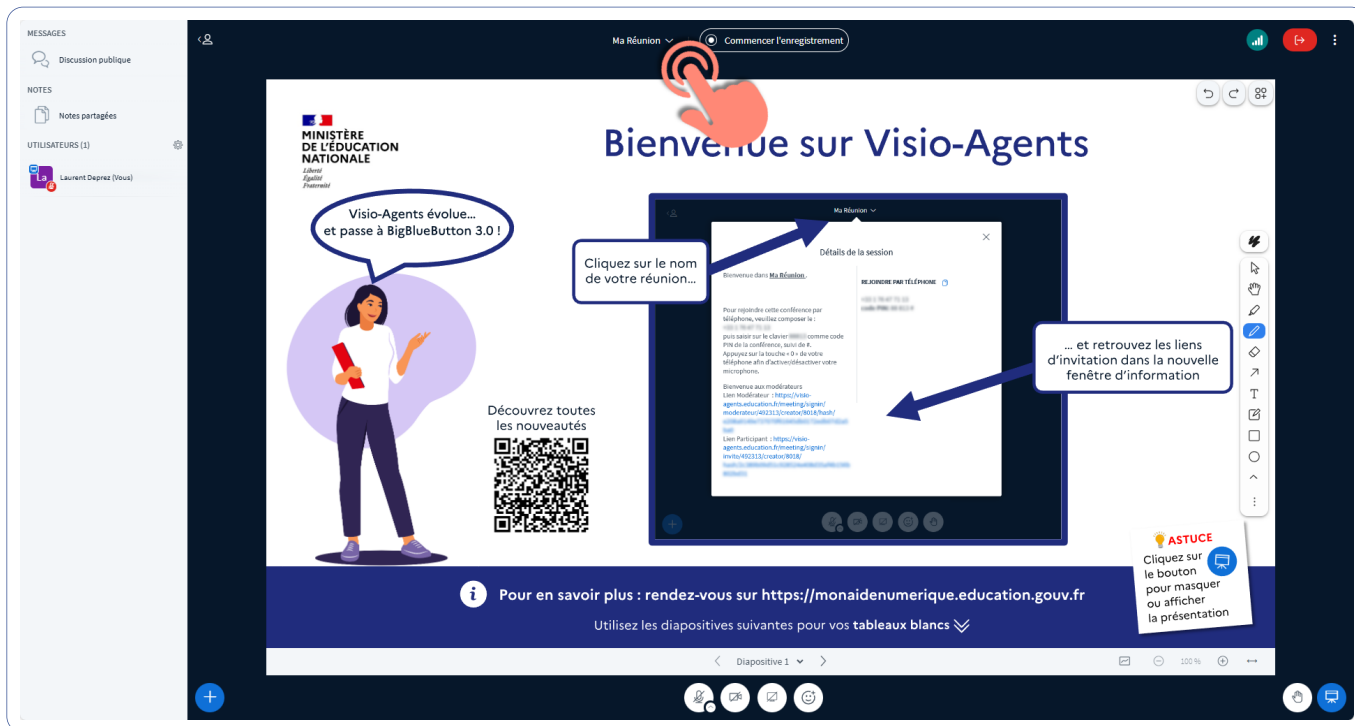 MESSAGES
Discussion publique
NOTES
Notes partagées
UTILISATEURS (1)
La
Laurent Deprez (Vous)
Ma Réunion
Commencer l'enregistrement
MINISTÈRE
DE L'ÉDUCATION
NATIONALE
Liberté
Égalité
Fraternité
Bienvenue sur Visio-Agents
Visio-Agents évolue...
et passe à BigBlueButton 3.0 !
Cliquez sur le nom
de votre réunion...
Ma Réunion
Détails de la session
Bienvenue dans Ma Réunion.
Pour rejoindre cette conférence par
téléphone, veuillez composer le :
puis saisir sur le clavier comme code
PIN de la conférence, suivi de #.
Appuyez sur la touche « 0 » de votre
téléphone afin d'activer/désactiver votre
microphone.
Bienvenue aux modérateurs
Lien Modérateur : https://visio-
agents.education.fr/meeting/signin/
moderateur/492313/creator/8018/hash/
Lien Participant : https://visio-
agents.education.fr/meeting/signin/
invite/492313/creator/8018/
REJOINDRE PAR TÉLÉPHONE
code PIN:
... et retrouvez les liens
d'invitation dans la nouvelle
fenêtre d'information
Découvrez toutes
les nouveautés
T
ASTUCE
Cliquez sur
le bouton
pour masquer
ou afficher
la présentation
i Pour en savoir plus : rendez-vous sur https://monaidenumerique.education.gouv.fr
Utilisez les diapositives suivantes pour vos tableaux blancs
Diapositive 1
100 %